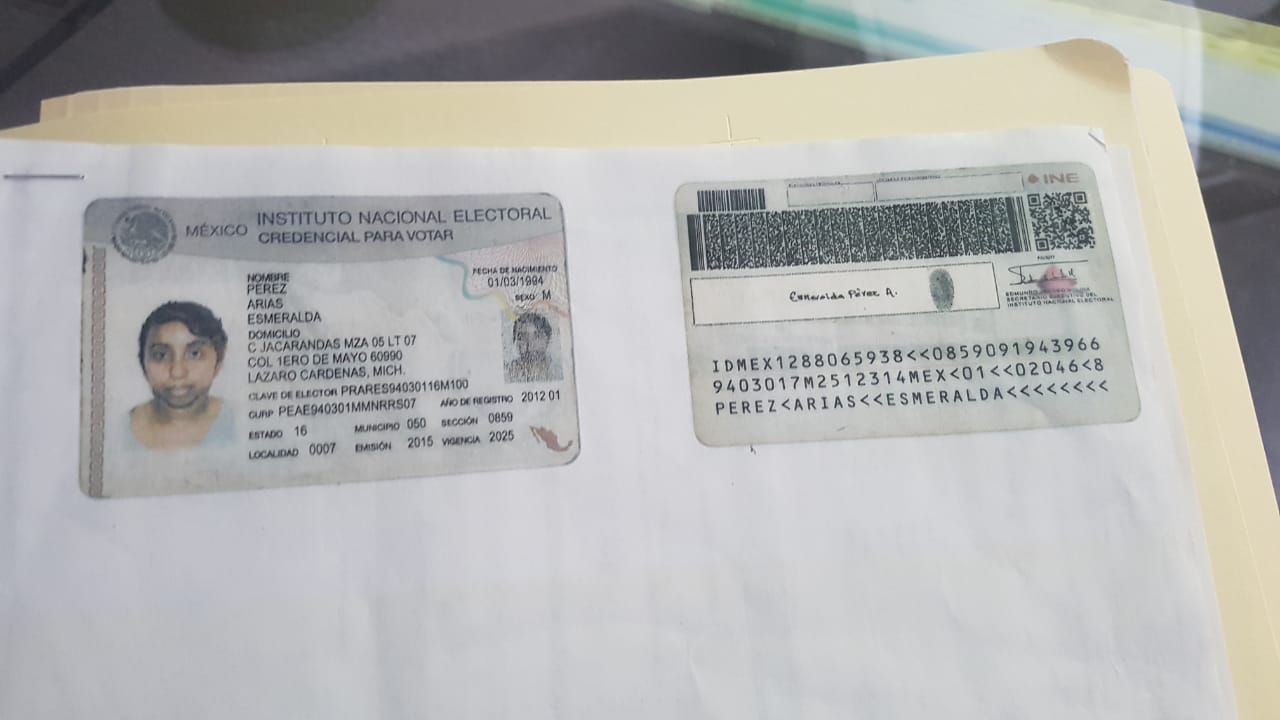 MÉXICO
INSTITUTO NACIONAL ELECTORAL
CREDENCIAL PARA VOTAR
NOMBRE
PEREZ
ARIAS
ESMERALDA
FECHA DE NACIMIENTO
01/03/1994
SEXO M
DOMICILIO
C JACARANDAS MZA 05 LT 07
COL 1ERO DE MAYO 60990
LAZARO CARDENAS, MICH.
CLAVE DE ELECTOR PRARES94030116M100
CURP PEAE940301MMNRRS07 AÑO DE REGISTRO 2012 01
ESTADO 16 MUNICIPIO 050 SECCIÓN 0859
LOCALIDAD 0007 EMISIÓN 2015 VIGENCIA 2025
INE
Esmeralda Pérez A.
EDMUNDO JACOBO MOLINA
SECRETARIO EJECUTIVO DEL
INSTITUTO NACIONAL ELECTORAL
IDMEX1288065938<<0859091943966
9403017M2512314MEX<01<<02046<8
PEREZ<ARIAS<<ESMERALDA<<<<<<<<